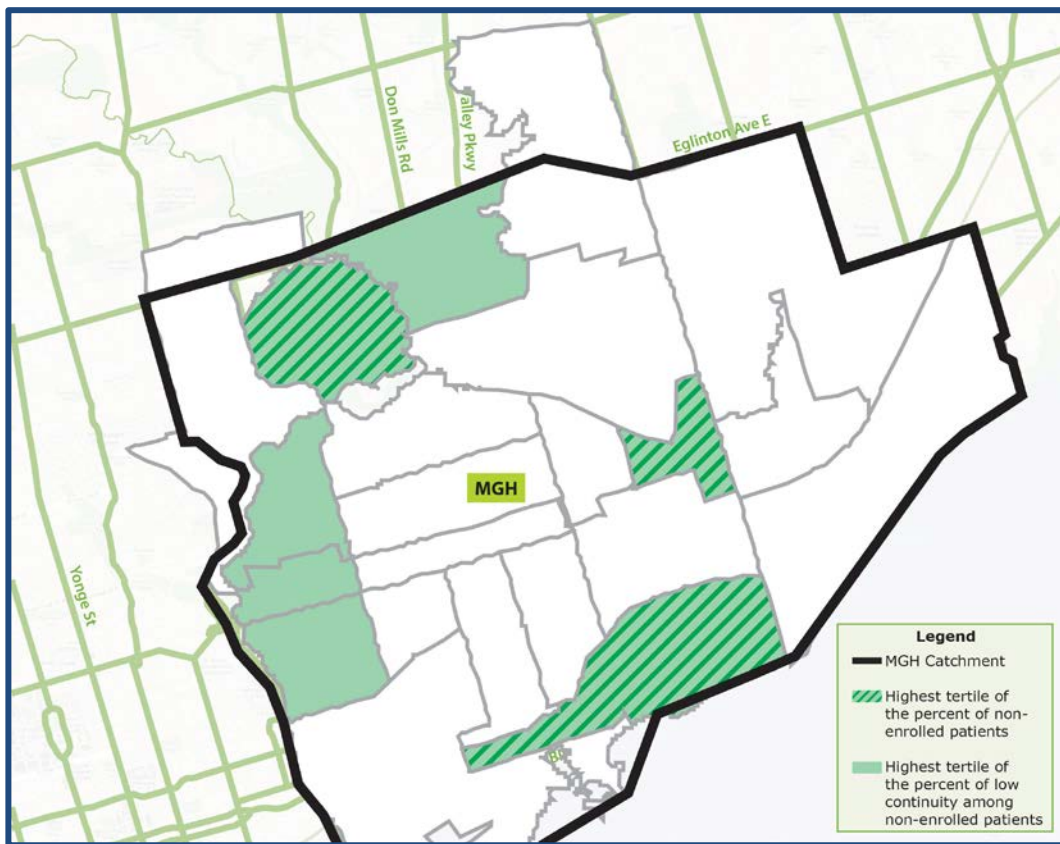 Don Mills Rd
alley Pkwy
Eglinton Ave E
MGH
Yonge St
Legend
MGH Catchment
Highest tertile of
the percent of non-
enrolled patients
Highest tertile of
the percent of low
continuity among
non-enrolled patients